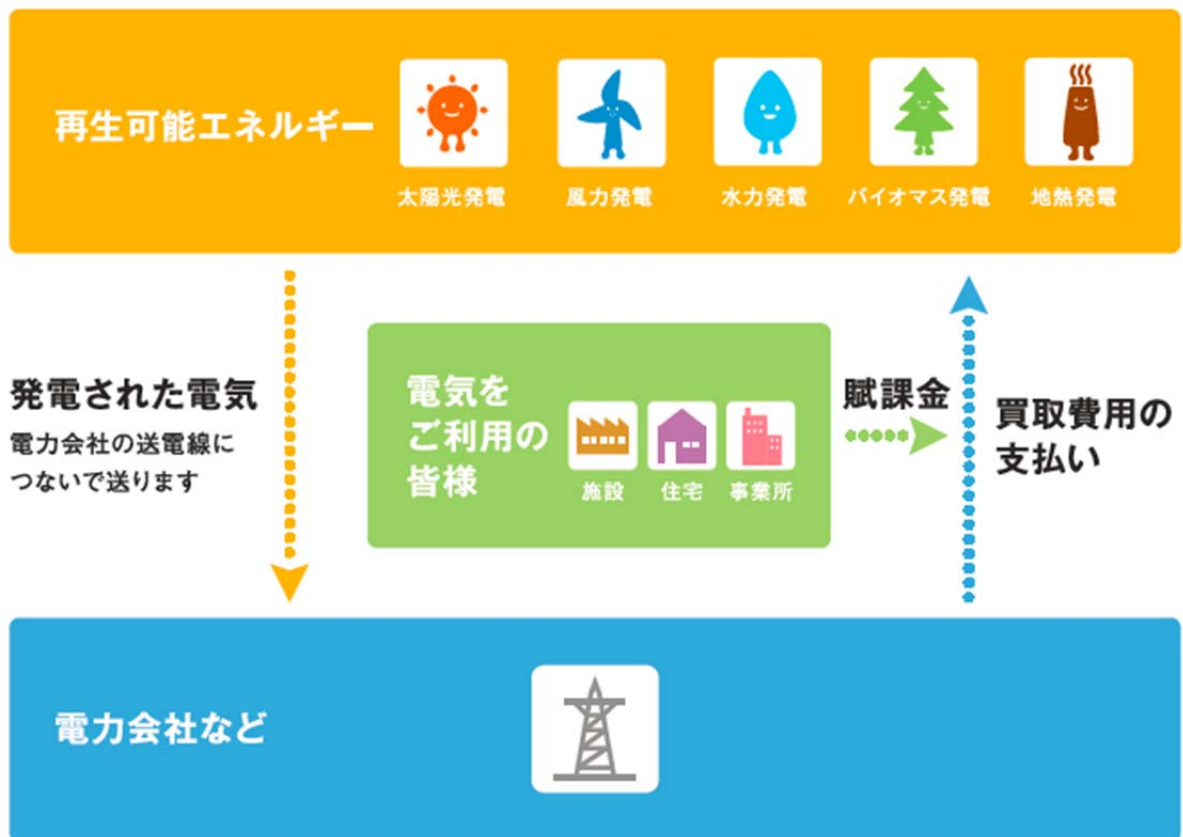 再生可能エネルギー
太陽光発電
風力発電
水力発電
バイオマス発電
地熱発電
発電された電気
電力会社の送電線に
つないで送ります
電気を
ご利用の
皆様
施設
住宅
事業所
賦課金
買取費用の
支払い
電力会社など